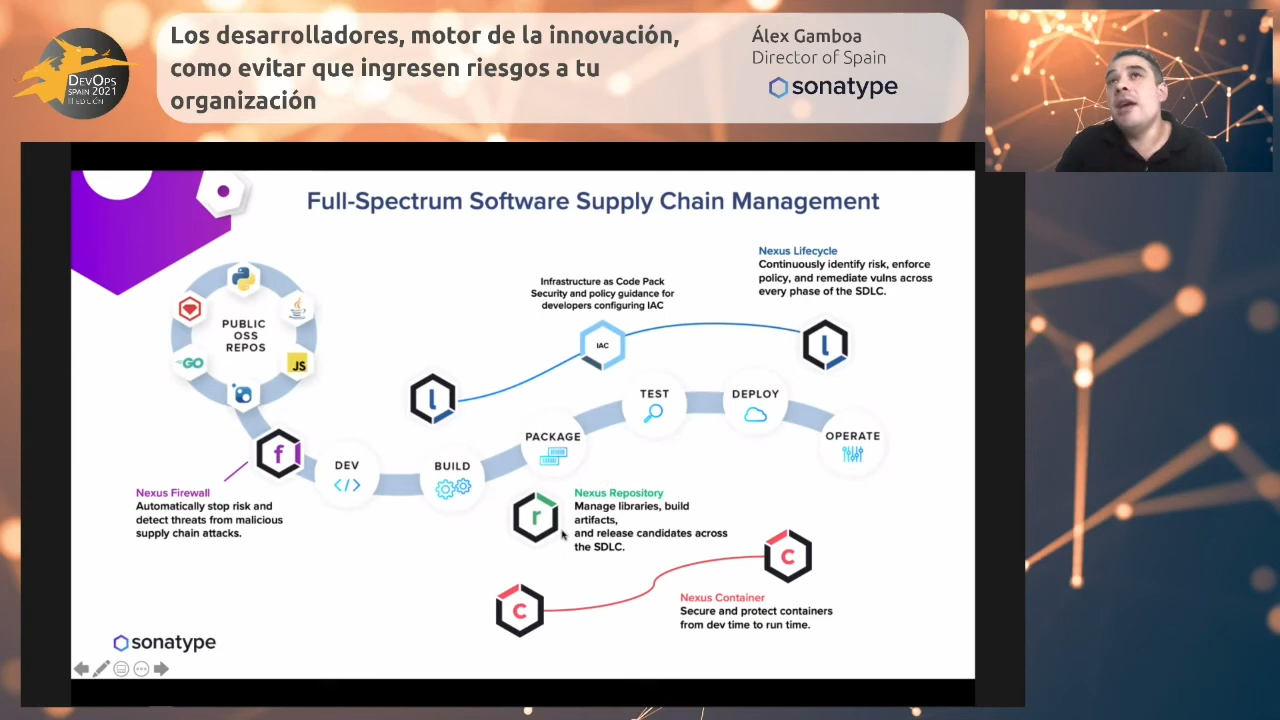 DEVOPS
SPAIN 2021
III EDICIÓN
Los desarrolladores, motor de la innovación,
como evitar que ingresen riesgos a tu
organización
Álex Gamboa
Director of Spain
sonatype
Full-Spectrum Software Supply Chain Management
PUBLIC
OSS
REPOS
GO
JS
Infrastructure as Code Pack
Security and policy guidance for
developers configuring IAC
IAC
Nexus Lifecycle
Continuously identify risk, enforce
policy, and remediate vulns across
every phase of the SDLC.
l
l
f
DEV
</>
BUILD
PACKAGE
TEST
DEPLOY
OPERATE
Nexus Firewall
Automatically stop risk and
detect threats from malicious
supply chain attacks.
r
Nexus Repository
Manage libraries, build
artifacts,
and release candidates across
the SDLC.
c
c
Nexus Container
Secure and protect containers
from dev time to run time.
sonatype